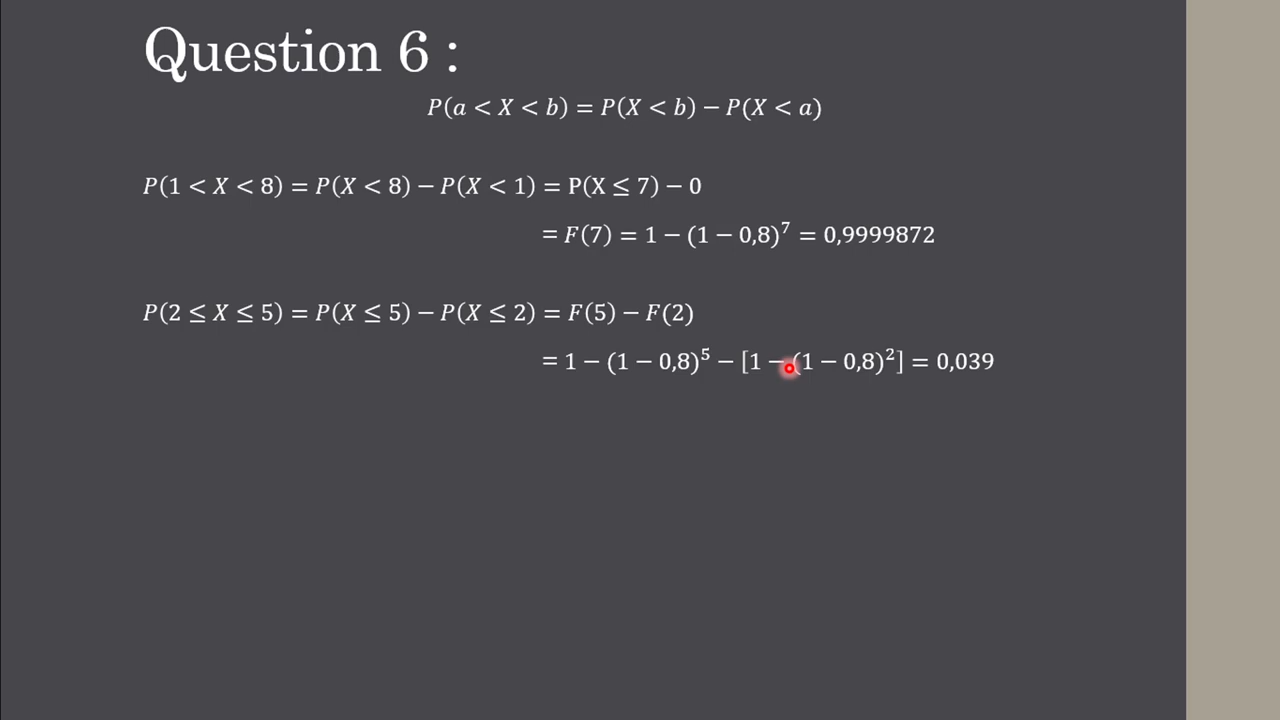 Question 6 :
P(a < X < b) = P(X < b) − P(X < a)
P(1 < X < 8) = P(X < 8) − P(X < 1) = P(X ≤ 7) − 0
= F(7) = 1 − (1 − 0,8)⁷ = 0,9999872
P(2 ≤ X ≤ 5) = P(X ≤ 5) − P(X ≤ 2) = F(5) − F(2)
= 1 − (1 − 0,8)⁵ − [1 − (1 − 0,8)²] = 0,039